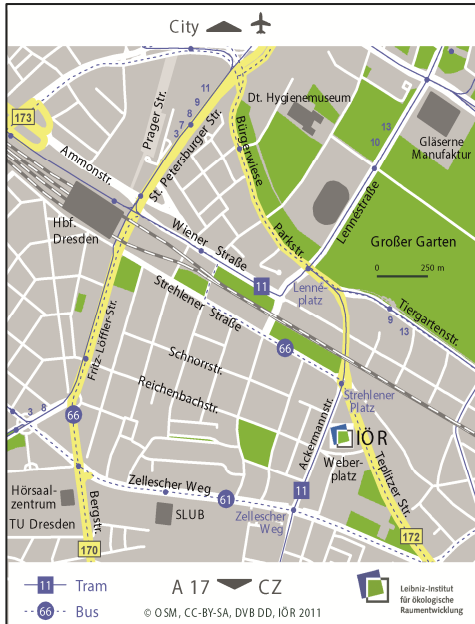 City
173
Prager Str.
11
9
8
7
3
St. Petersburger Str.
Ammonstr.
Bürgerwiese
Dt. Hygienemuseum
13
10
Gläserne
Manufaktur
Lennéstraße
Hbf.
Dresden
Wiener Straße
Parkstr.
Großer Garten
0 250 m
11
Lenné-
platz
Tiergartenstr.
9
13
Strehlener
Straße
66
Fritz-Löffler-Str.
Schnorrstr.
Reichenbachstr.
Strehlener
Platz
3 8
66
Ackermannstr.
IÖR
Weber-
platz
Teplitzer Str.
Zellescher Weg
61
11
Hörsaal-
zentrum
TU Dresden
Bergstr.
SLUB
Zellescher
Weg
170
172
11 Tram
66 Bus
A 17 CZ
© OSM, CC-BY-SA, DVB DD, IÖR 2011
Leibniz-Institut
für ökologische
Raumentwicklung